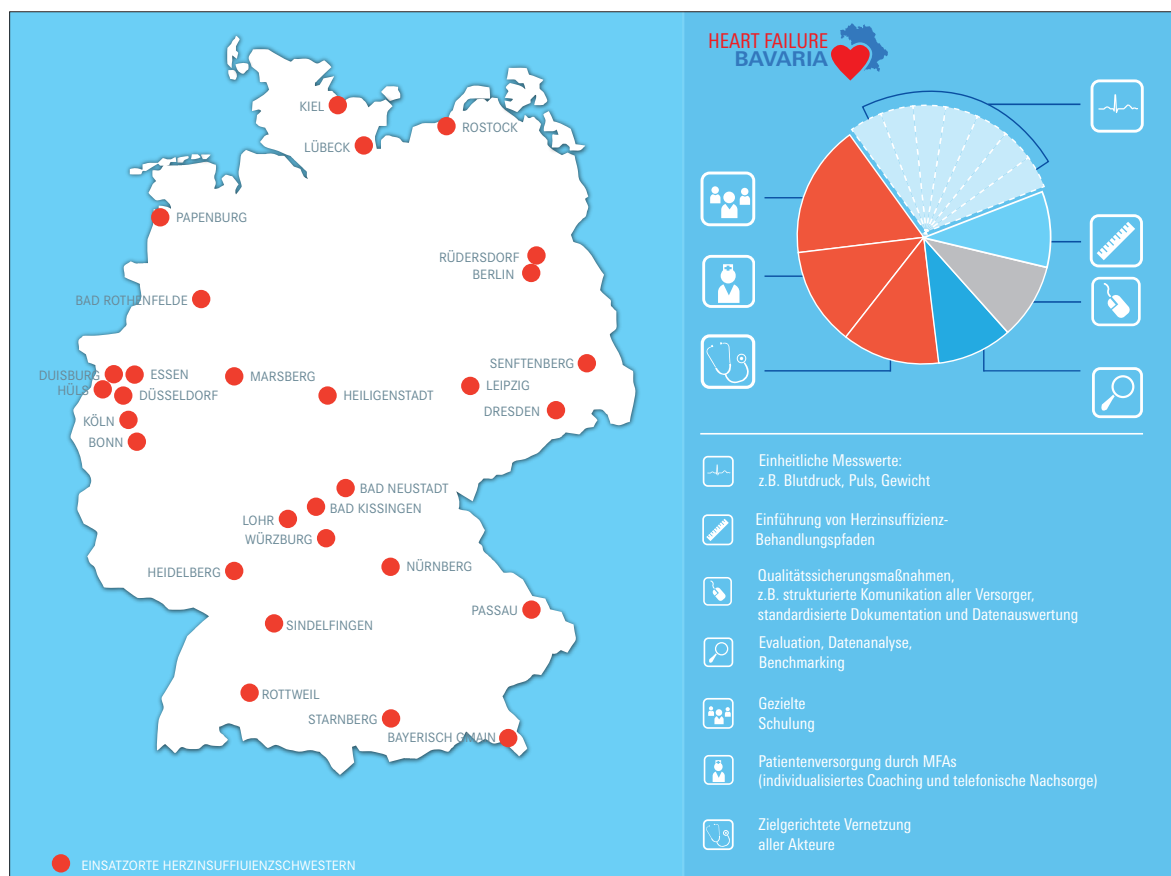 KIEL
ROSTOCK
LÜBECK
PAPENBURG
RÜDERSDORF
BERLIN
BAD ROTHENFELDE
SENFTENBERG
DUISBURG
ESSEN
MARSBERG
LEIPZIG
HÜLS
DÜSSELDORF
HEILIGENSTADT
DRESDEN
KÖLN
BONN
BAD NEUSTADT
BAD KISSINGEN
LOHR
WÜRZBURG
NÜRNBERG
HEIDELBERG
PASSAU
SINDELFINGEN
ROTTWEIL
STARNBERG
BAYERISCH GMAIN
EINSATZORTE HERZINSUFFIUIENZSCHWESTERN
HEART FAILURE
BAVARIA
Einheitliche Messwerte:
z.B. Blutdruck, Puls, Gewicht
Einführung von Herzinsuffizienz-
Behandlungspfaden
Qualitätssicherungsmaßnahmen,
z.B. strukturierte Komunikation aller Versorger,
standardisierte Dokumentation und Datenauswertung
Evaluation, Datenanalyse,
Benchmarking
Gezielte
Schulung
Patientenversorgung durch MFAs
(individualisiertes Coaching und telefonische Nachsorge)
Zielgerichtete Vernetzung
aller Akteure